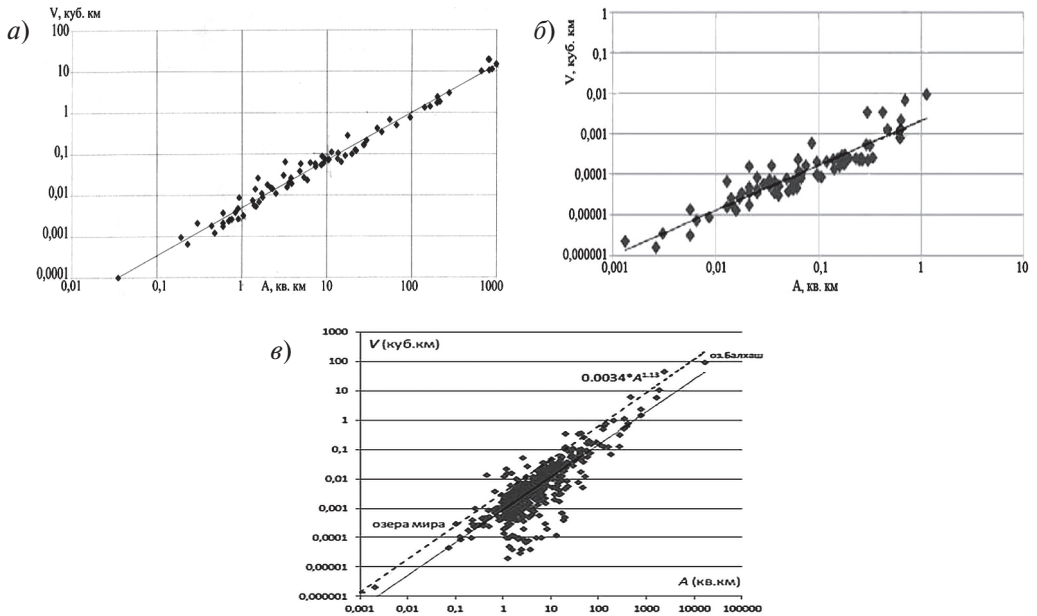 V, куб. км
а)
100
10
1
0,1
0,01
0,001
0,0001
0,01 0,1 1 A, кв. км 10 100 1000
б)
V, куб. км
1
0,1
0,01
0,001
0,0001
0,00001
0,000001
0,001 0,01 0,1 1 10
A, кв. км
в)
V (куб.км)
1000
100
10
1
0,1
0,01
0,001
0,0001
0,00001
0,000001
оз.Балхаш
0.0034*A^1.13
озера мира
A (кв.км)
0,001 0,01 0,1 1 10 100 1000 10000 100000